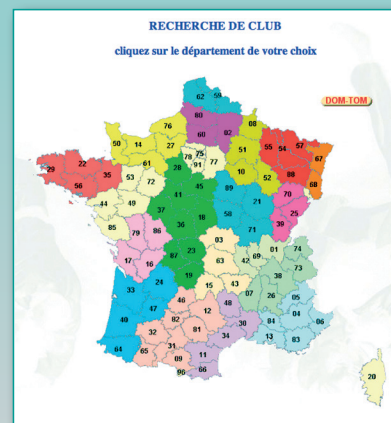 RECHERCHE DE CLUB
cliquez sur le département de votre choix
62 59
DOM-TOM
80
76 60 02 08
50 14 27 55 54 57
78 75 51 67
61 91 77
29 22 35 28 10 52 88 68
56 53 72 45 89 70
44 49 41 21 25
37 18 58
85 36 71 39
79 86 03
17 16 87 23 01 74
63 42 69
19 73
38
33 24 15 43 07 26 05
46 48
47 12 04
40 82 30 84 06
32 81 34 13 83
64 65 31
09 11
66 20